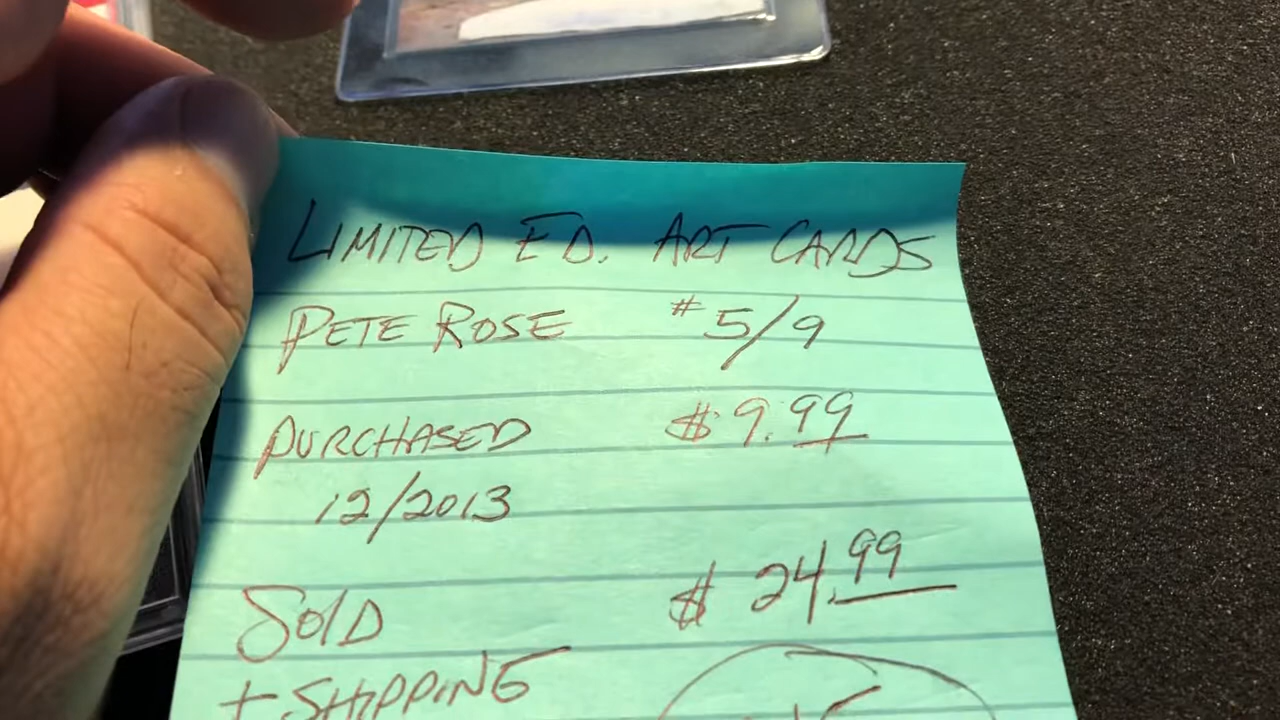 LIMITED ED. ART CARDS
PETE ROSE #5/9
PURCHASED $9.99
12/2013
SOLD $24.99
+ SHIPPING